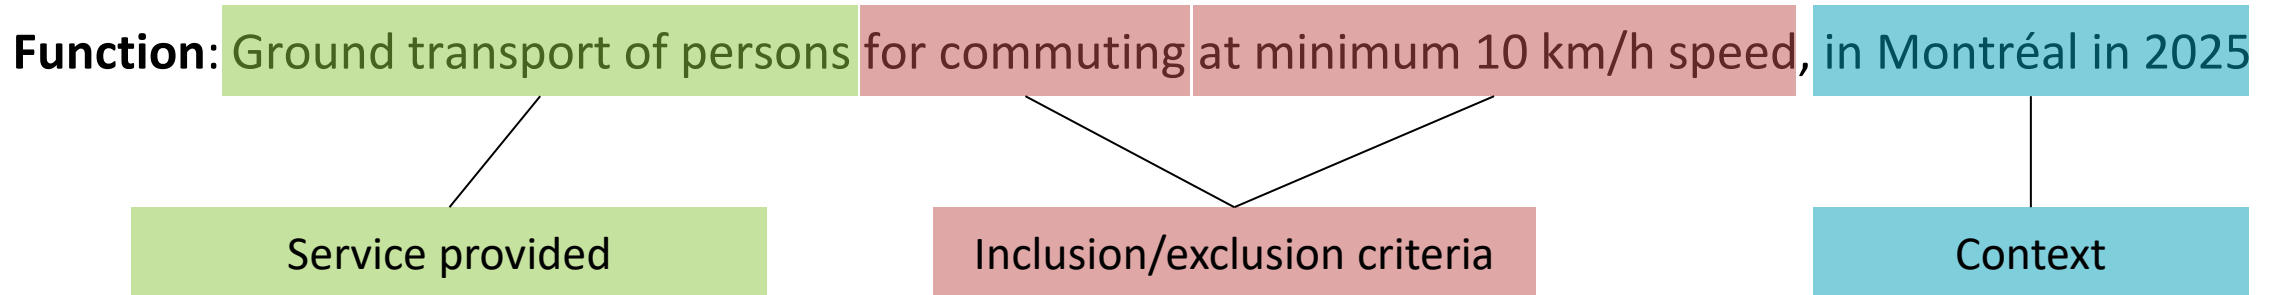 Function: Ground transport of persons for commuting at minimum 10 km/h speed, in Montréal in 2025
Service provided
Inclusion/exclusion criteria
Context